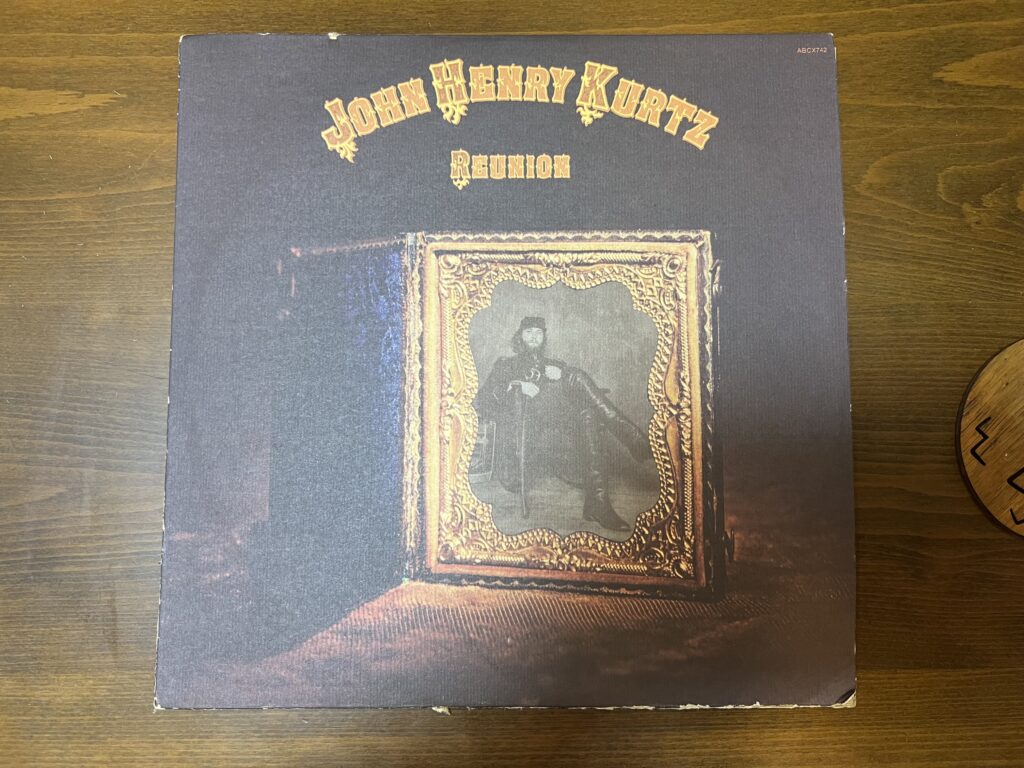 ABCX742
John Henry Kurtz
Reunion